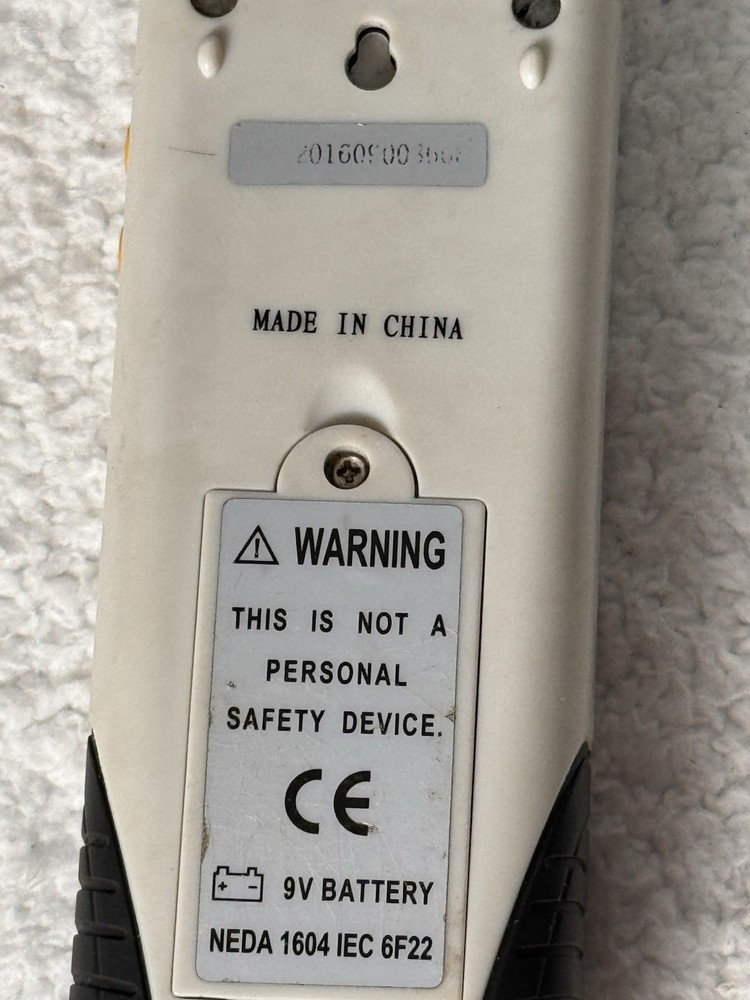 MADE IN CHINA
WARNING
THIS IS NOT A
PERSONAL
SAFETY DEVICE.
CE
9V BATTERY
NEDA 1604 IEC 6F22